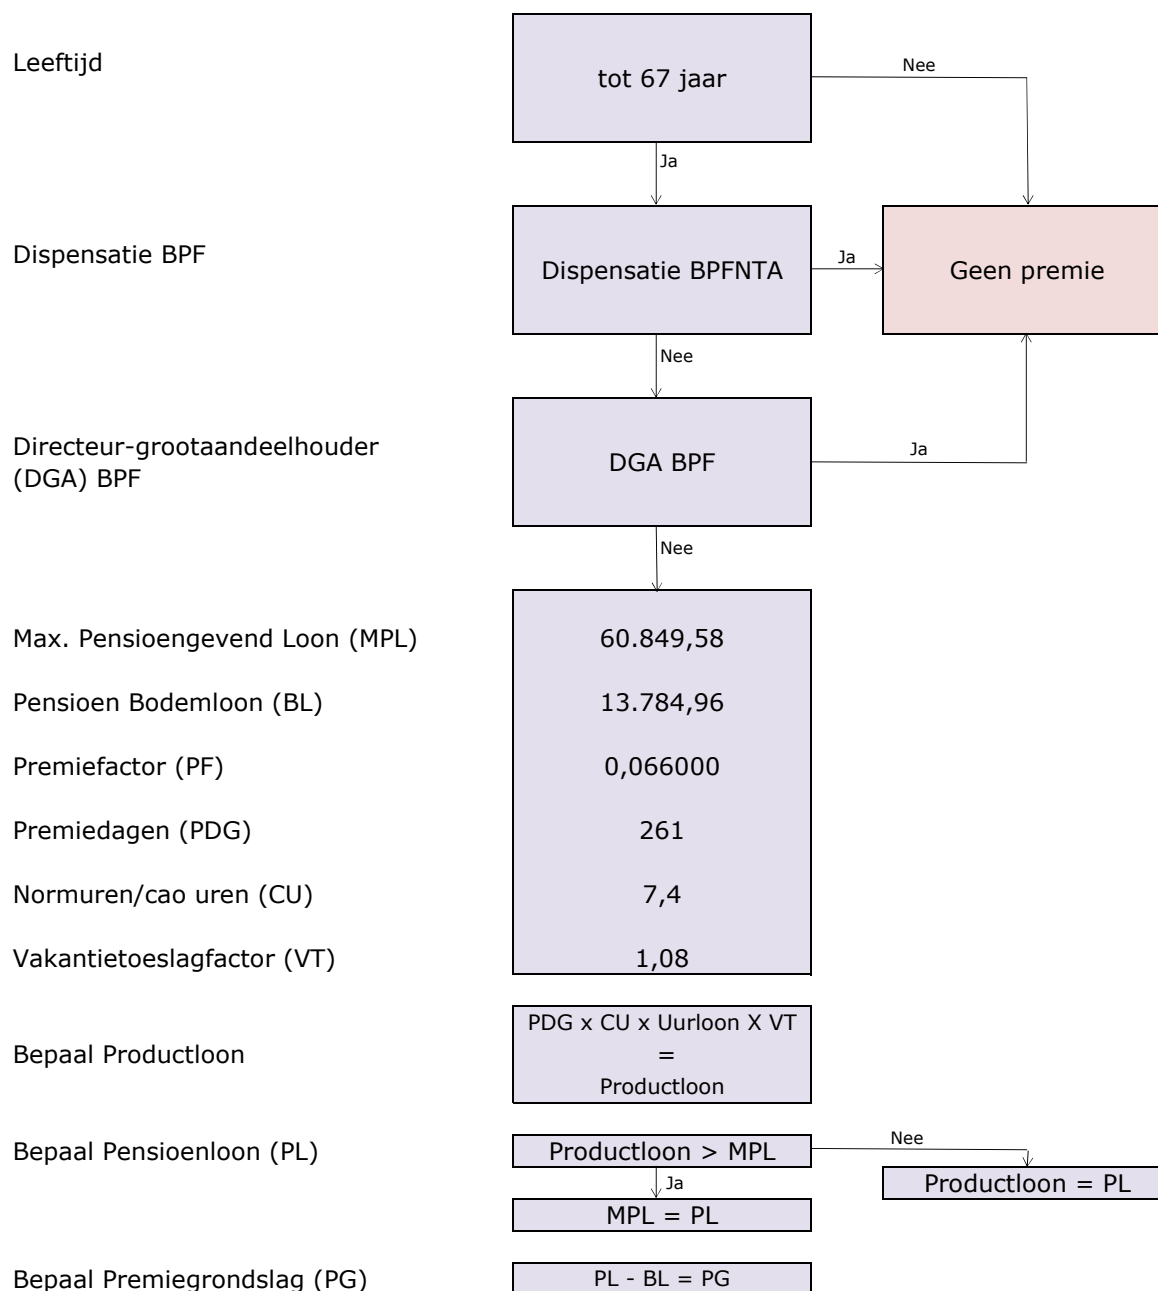 Leeftijd
tot 67 jaar
Nee
Ja
Dispensatie BPF
Dispensatie BPFNTA
Ja
Geen premie
Nee
Directeur-grootaandeelhouder
(DGA) BPF
DGA BPF
Ja
Nee
Max. Pensioengevend Loon (MPL)
60.849,58
Pensioen Bodemloon (BL)
13.784,96
Premiefactor (PF)
0,066000
Premiedagen (PDG)
261
Normuren/cao uren (CU)
7,4
Vakantietoeslagfactor (VT)
1,08
Bepaal Productloon
PDG x CU x Uurloon X VT
=
Productloon
Bepaal Pensioenloon (PL)
Productloon > MPL
Nee
Ja
Productloon = PL
MPL = PL
Bepaal Premiegrondslag (PG)
PL - BL = PG